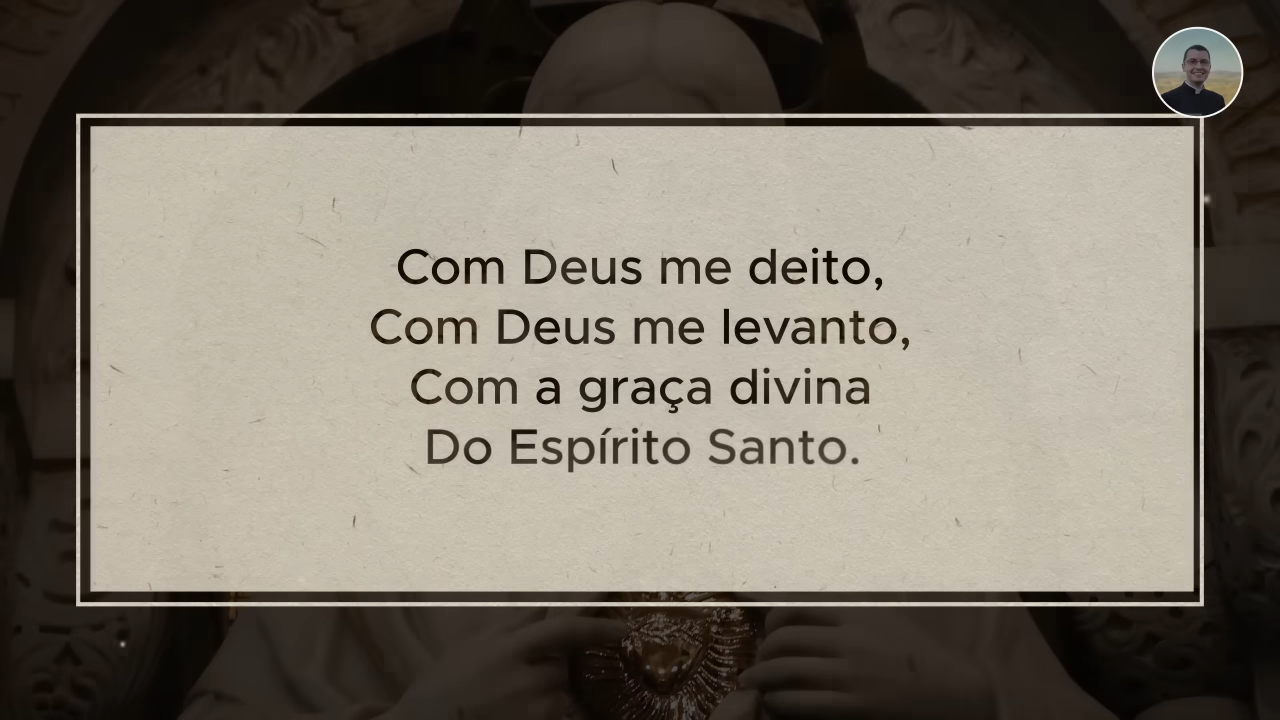 Com Deus me deito,
Com Deus me levanto,
Com a graça divina
Do Espírito Santo.